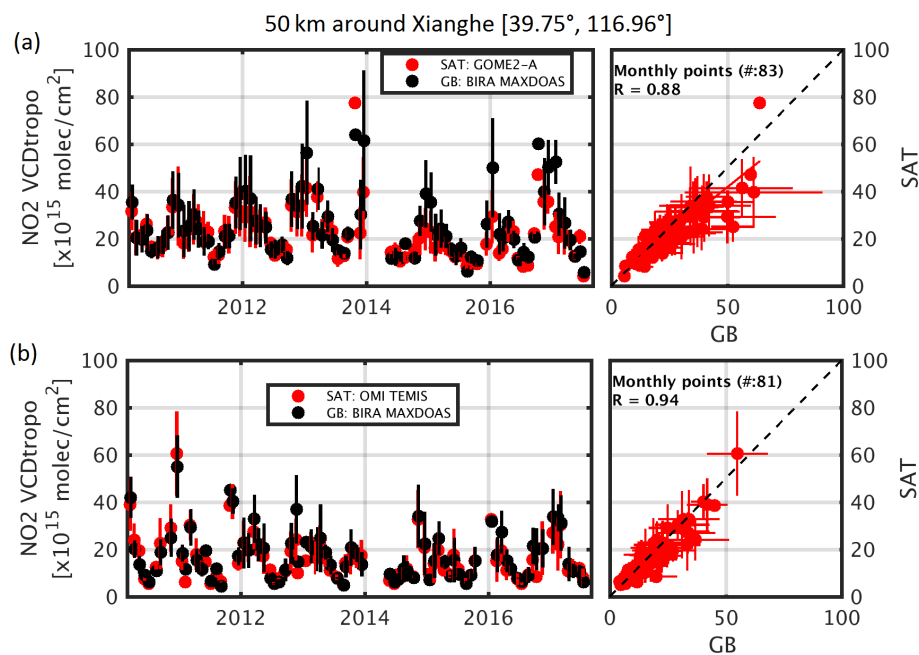 50 km around Xianghe [39.75°, 116.96°]
(a)
NO2 VCDtropo
[x10^15 molec/cm^2]
100
80
60
40
20
0
2012
2014
2016
SAT: GOME2-A
GB: BIRA MAXDOAS
Monthly points (#:83)
R = 0.88
0
50
100
GB
100
80
60
40
20
0
SAT
(b)
NO2 VCDtropo
[x10^15 molec/cm^2]
100
80
60
40
20
0
2012
2014
2016
SAT: OMI TEMIS
GB: BIRA MAXDOAS
Monthly points (#:81)
R = 0.94
0
50
100
GB
100
80
60
40
20
0
SAT